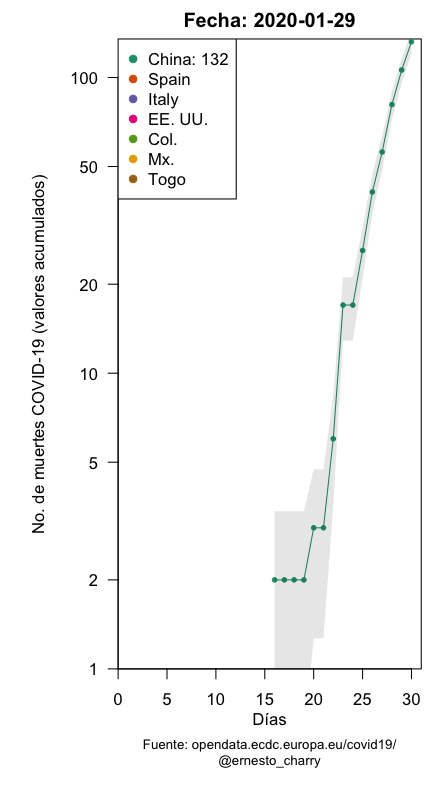 Fecha: 2020-01-29
China: 132
Spain
Italy
EE. UU.
Col.
Mx.
Togo
No. de muertes COVID-19 (valores acumulados)
100
50
20
10
5
2
1
0 5 10 15 20 25 30
Días
Fuente: opendata.ecdc.europa.eu/covid19/
@ernesto_charry